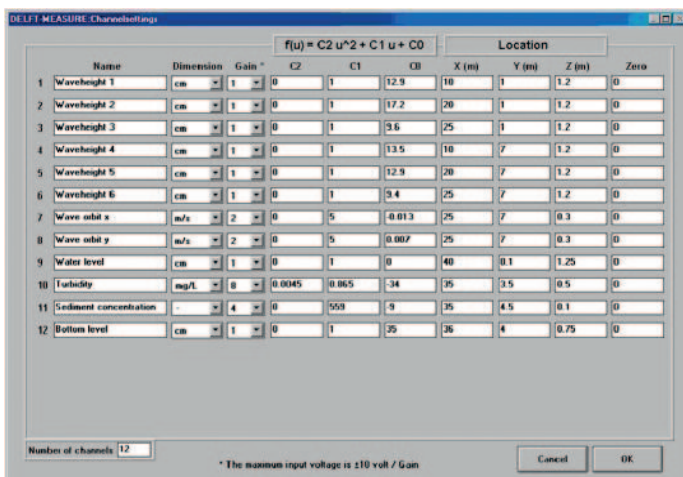 DELFT-MEASURE:Channelsettings
f(u) = C2 u^2 + C1 u + C0 Location
Name Dimension Gain * C2 C1 C0 X (m) Y (m) Z (m) Zero
1 Waveheight 1 cm 1 0 1 12.9 10 1 1.2 0
2 Waveheight 2 cm 1 0 1 17.2 20 1 1.2 0
3 Waveheight 3 cm 1 0 1 9.6 25 1 1.2 0
4 Waveheight 4 cm 1 0 1 13.5 10 7 1.2 0
5 Waveheight 5 cm 1 0 1 12.9 20 7 1.2 0
6 Waveheight 6 cm 1 0 1 9.4 25 7 1.2 0
7 Wave orbit x m/s 2 0 5 -0.013 25 7 0.3 0
8 Wave orbit y m/s 2 0 5 0.007 25 7 0.3 0
9 Water level cm 1 0 1 0 40 0.1 1.25 0
10 Turbidity mg/L 8 0.0045 0.865 -34 35 3.5 0.5 0
11 Sediment concentration - 4 0 559 -9 35 4.5 0.1 0
12 Bottom level cm 1 0 1 35 36 4 0.75 0
Number of channels 12
* The maximum input voltage is ±10 volt / Gain
Cancel OK